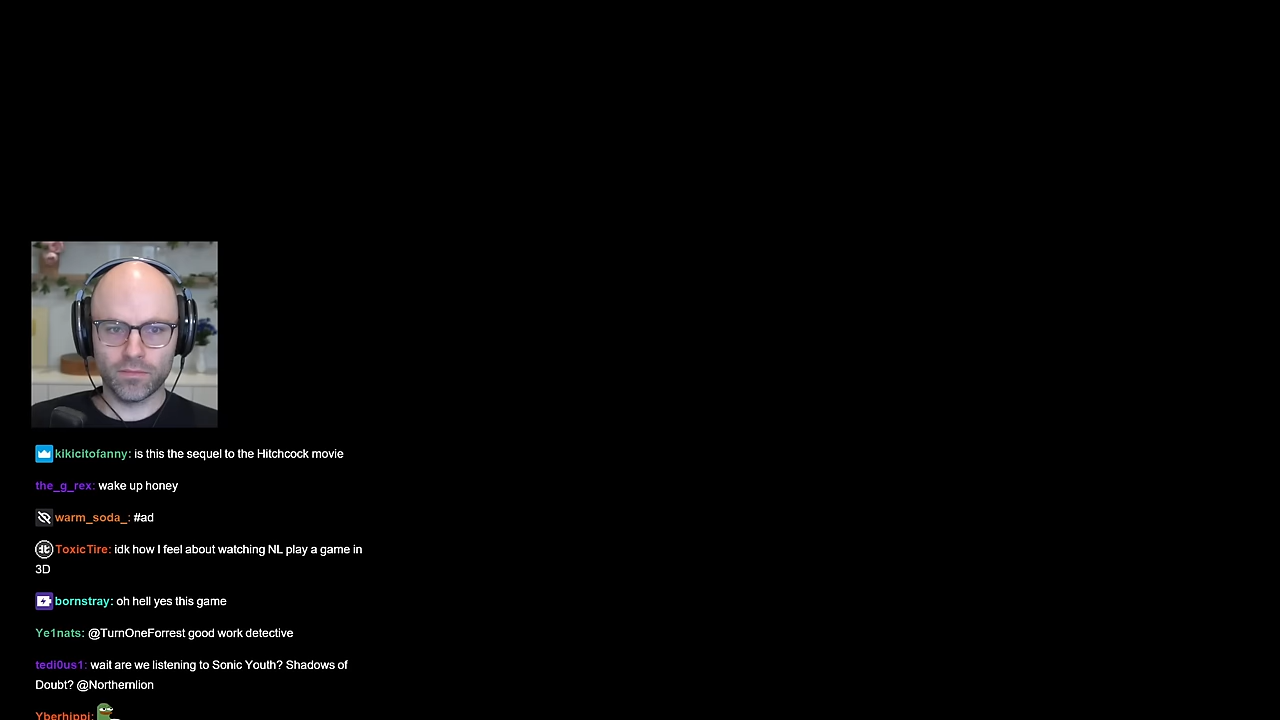 kikicitofanny: is this the sequel to the Hitchcock movie
the_g_rex: wake up honey
warm_soda_: #ad
ToxicTire: idk how I feel about watching NL play a game in
3D
bornstray: oh hell yes this game
Ye1nats: @TurnOneForrest good work detective
tedi0us1: wait are we listening to Sonic Youth? Shadows of
Doubt? @Northernlion
Yberhippi: